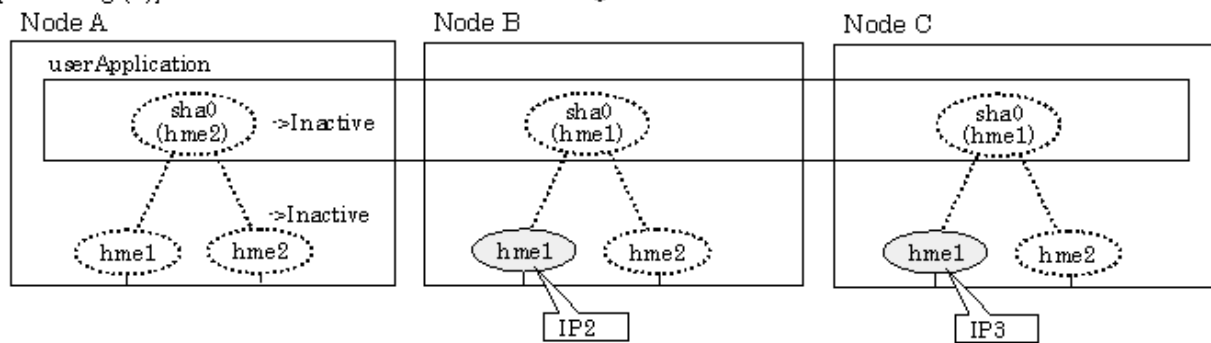 Node A
Node B
Node C
userApplication
sha0
(hme2)
->Inactive
sha0
(hme1)
sha0
(hme1)
->Inactive
hme1
hme2
hme1
hme2
hme1
hme2
IP2
IP3